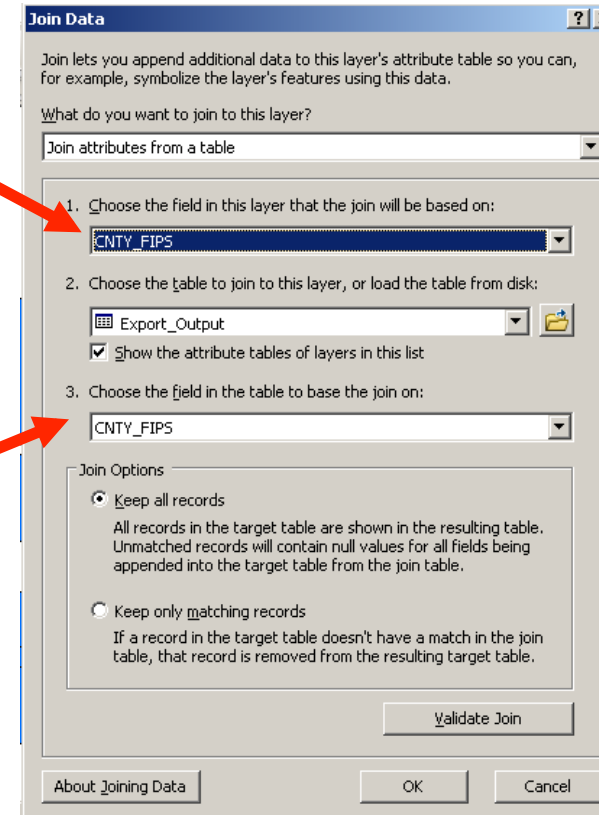 Join Data
?
Join lets you append additional data to this layer's attribute table so you can,
for example, symbolize the layer's features using this data.
What do you want to join to this layer?
Join attributes from a table
1. Choose the field in this layer that the join will be based on:
CNTY_FIPS
2. Choose the table to join to this layer, or load the table from disk:
Export_Output
Show the attribute tables of layers in this list
3. Choose the field in the table to base the join on:
CNTY_FIPS
Join Options
Keep all records
All records in the target table are shown in the resulting table.
Unmatched records will contain null values for all fields being
appended into the target table from the join table.
Keep only matching records
If a record in the target table doesn't have a match in the join
table, that record is removed from the resulting target table.
Validate Join
About Joining Data
OK
Cancel